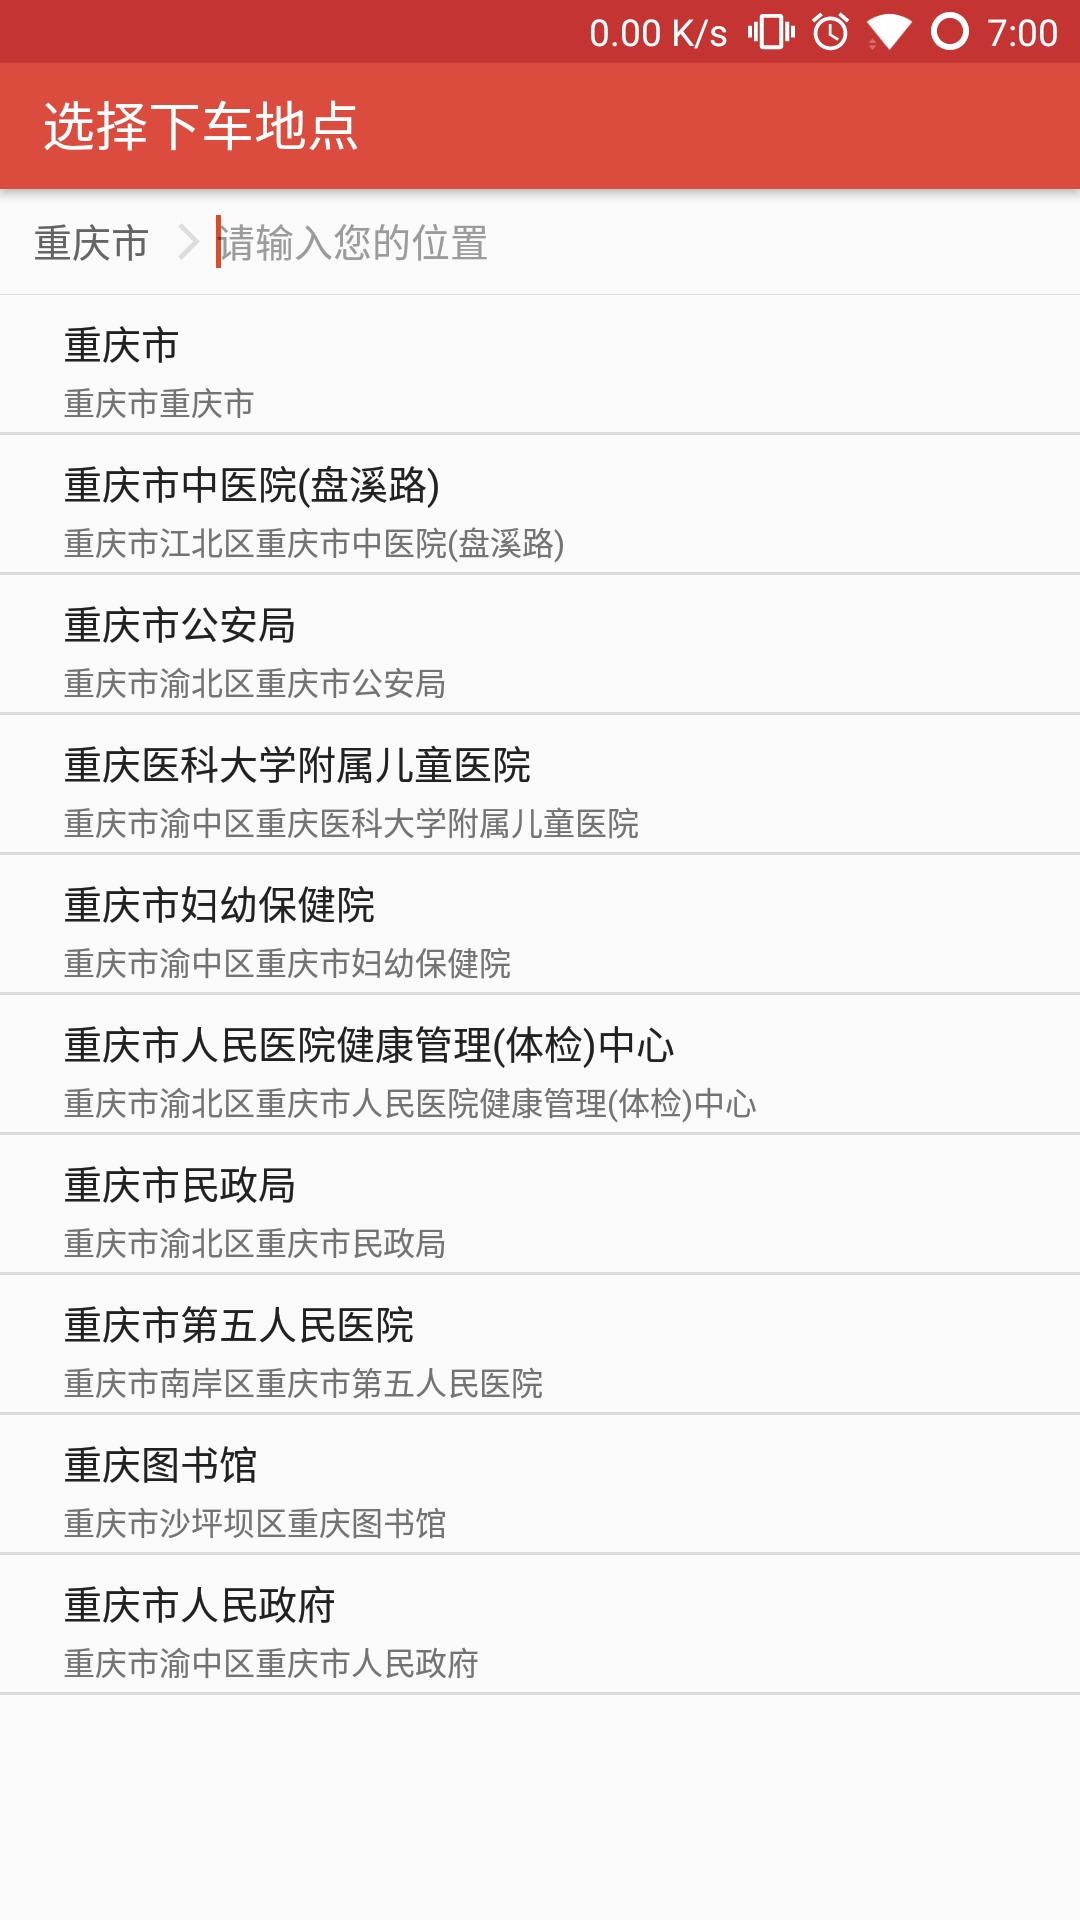 0.00 K/s 7:00
选择下车地点
重庆市 请输入您的位置
重庆市
重庆市重庆市
重庆市中医院(盘溪路)
重庆市江北区重庆市中医院(盘溪路)
重庆市公安局
重庆市渝北区重庆市公安局
重庆医科大学附属儿童医院
重庆市渝中区重庆医科大学附属儿童医院
重庆市妇幼保健院
重庆市渝中区重庆市妇幼保健院
重庆市人民医院健康管理(体检)中心
重庆市渝北区重庆市人民医院健康管理(体检)中心
重庆市民政局
重庆市渝北区重庆市民政局
重庆市第五人民医院
重庆市南岸区重庆市第五人民医院
重庆图书馆
重庆市沙坪坝区重庆图书馆
重庆市人民政府
重庆市渝中区重庆市人民政府